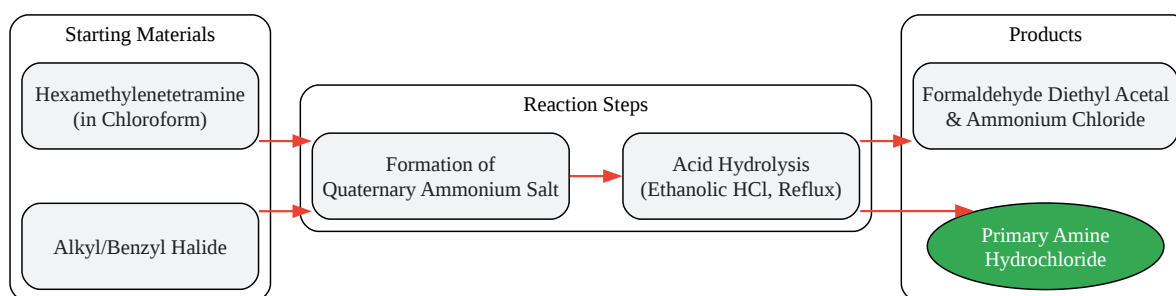 Starting Materials
Hexamethylenetetramine
(in Chloroform)
Alkyl/Benzyl Halide
Reaction Steps
Formation of
Quaternary Ammonium Salt
Acid Hydrolysis
(Ethanolic HCl, Reflux)
Products
Formaldehyde Diethyl Acetal
& Ammonium Chloride
Primary Amine
Hydrochloride